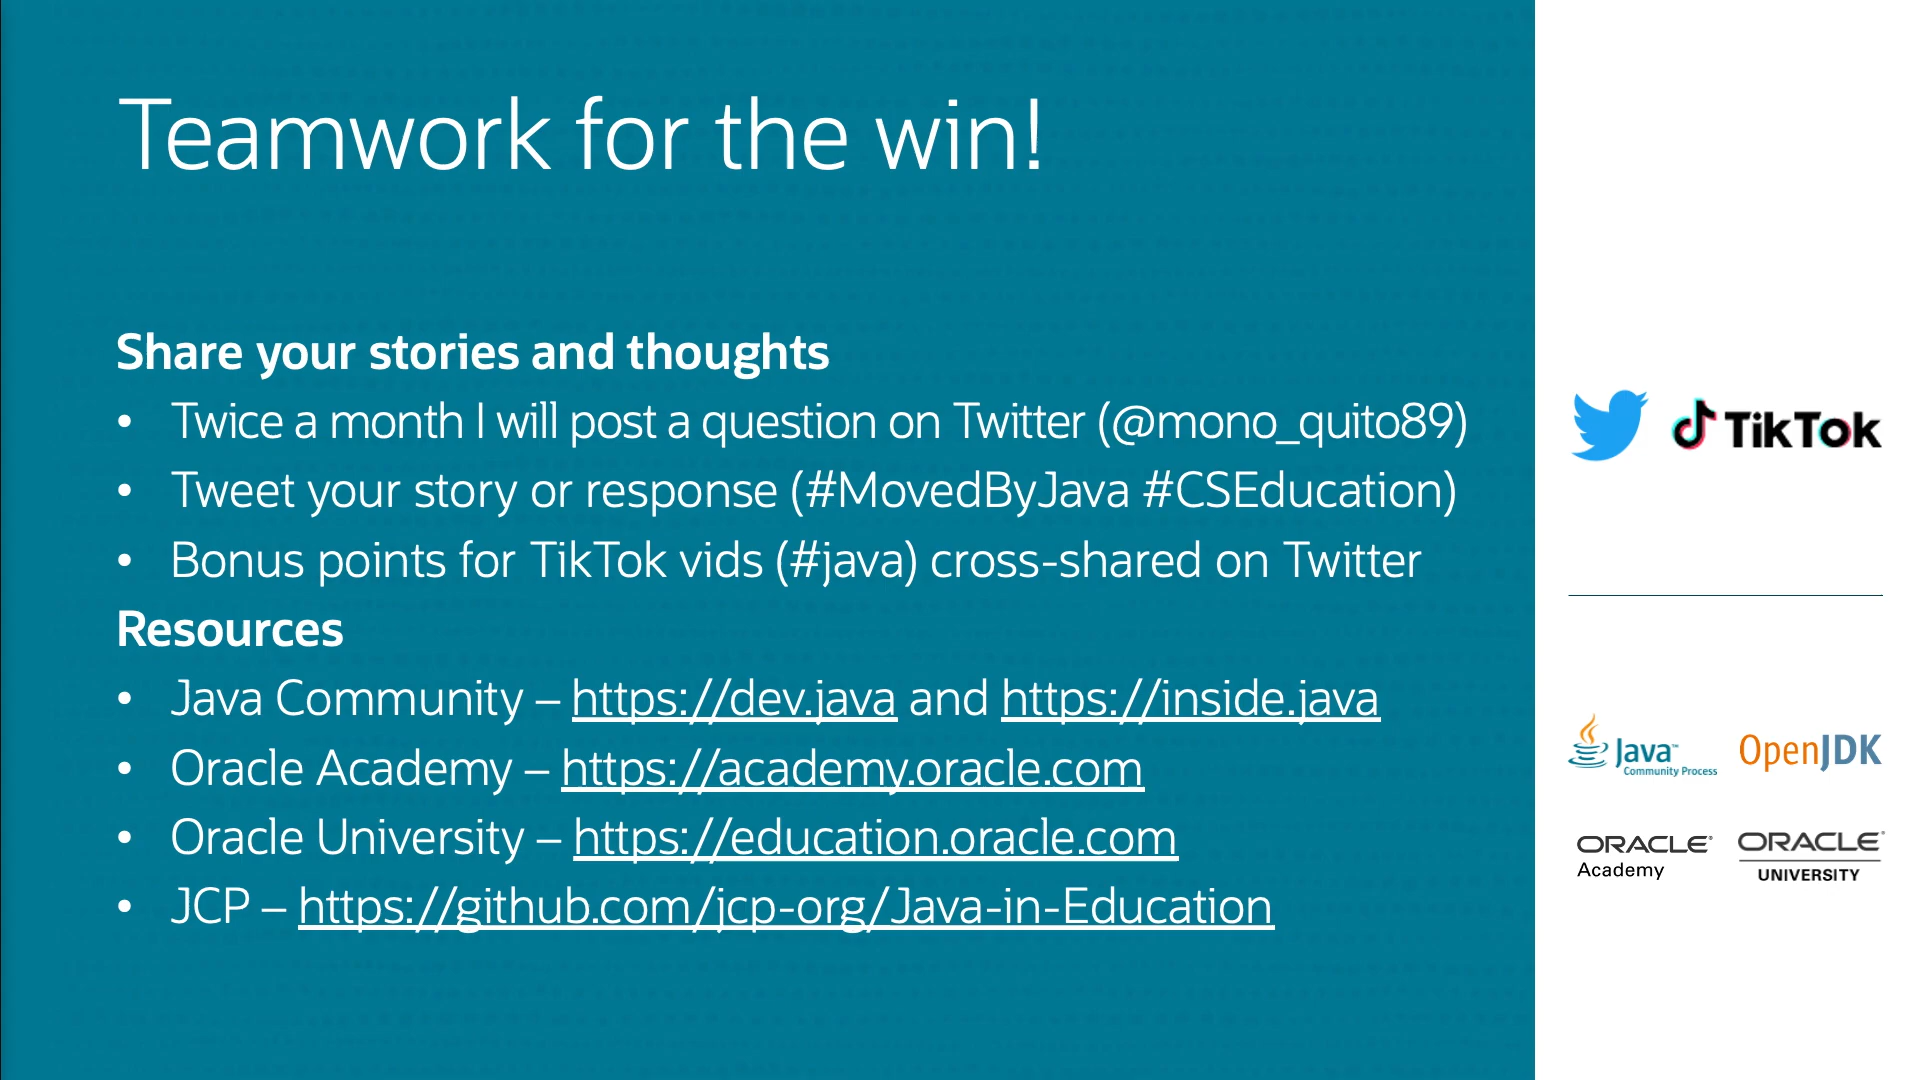 Teamwork for the win!
Share your stories and thoughts
• Twice a month I will post a question on Twitter (@mono_quito89)
• Tweet your story or response (#MovedByJava #CSEducation)
• Bonus points for TikTok vids (#java) cross-shared on Twitter
Resources
• Java Community – https://dev.java and https://inside.java
• Oracle Academy – https://academy.oracle.com
• Oracle University – https://education.oracle.com
• JCP – https://github.com/jcp-org/Java-in-Education
TikTok
Java™
Community Process
OpenJDK
ORACLE®
Academy
ORACLE®
UNIVERSITY